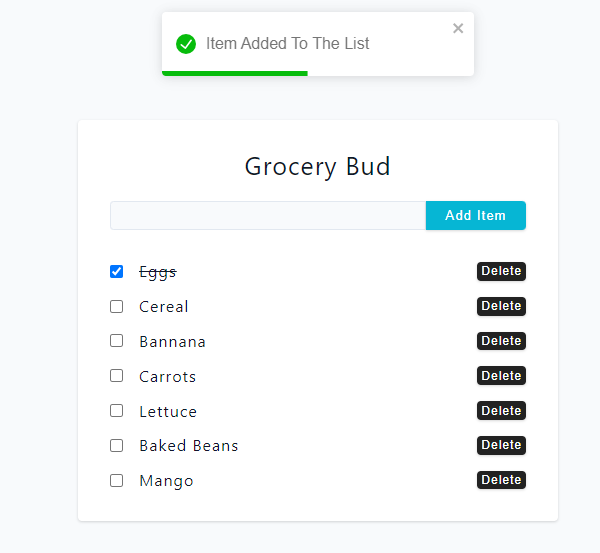 Item Added To The List
Grocery Bud
Add Item
Eggs Delete
Cereal Delete
Bannana Delete
Carrots Delete
Lettuce Delete
Baked Beans Delete
Mango Delete